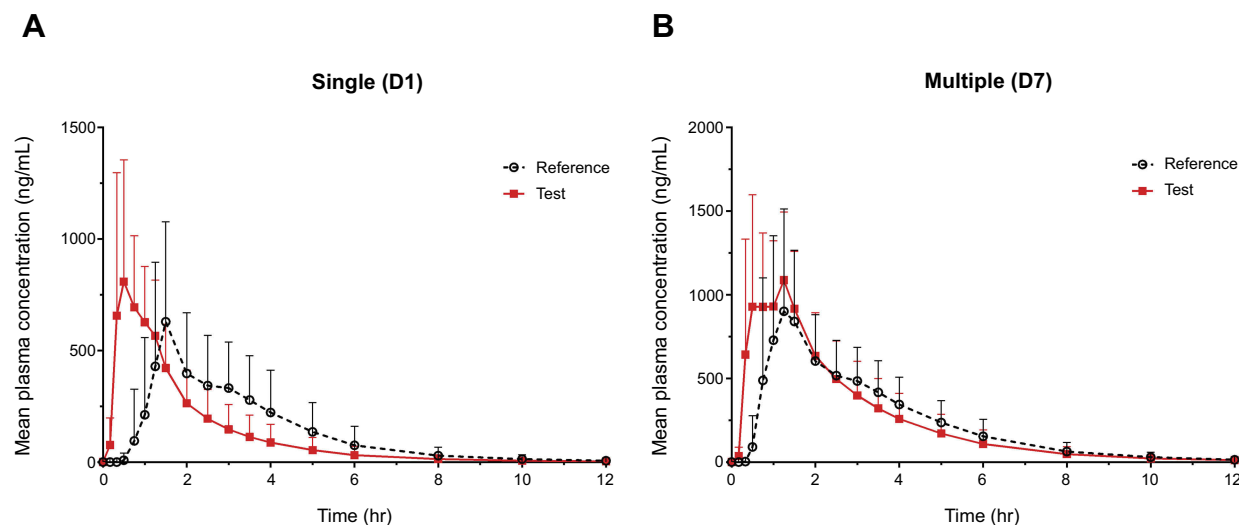 A
Single (D1)
Mean plasma concentration (ng/mL)
1500
1000
500
0
0 2 4 6 8 10 12
Time (hr)
Reference
Test
B
Multiple (D7)
Mean plasma concentration (ng/mL)
2000
1500
1000
500
0
0 2 4 6 8 10 12
Time (hr)
Reference
Test